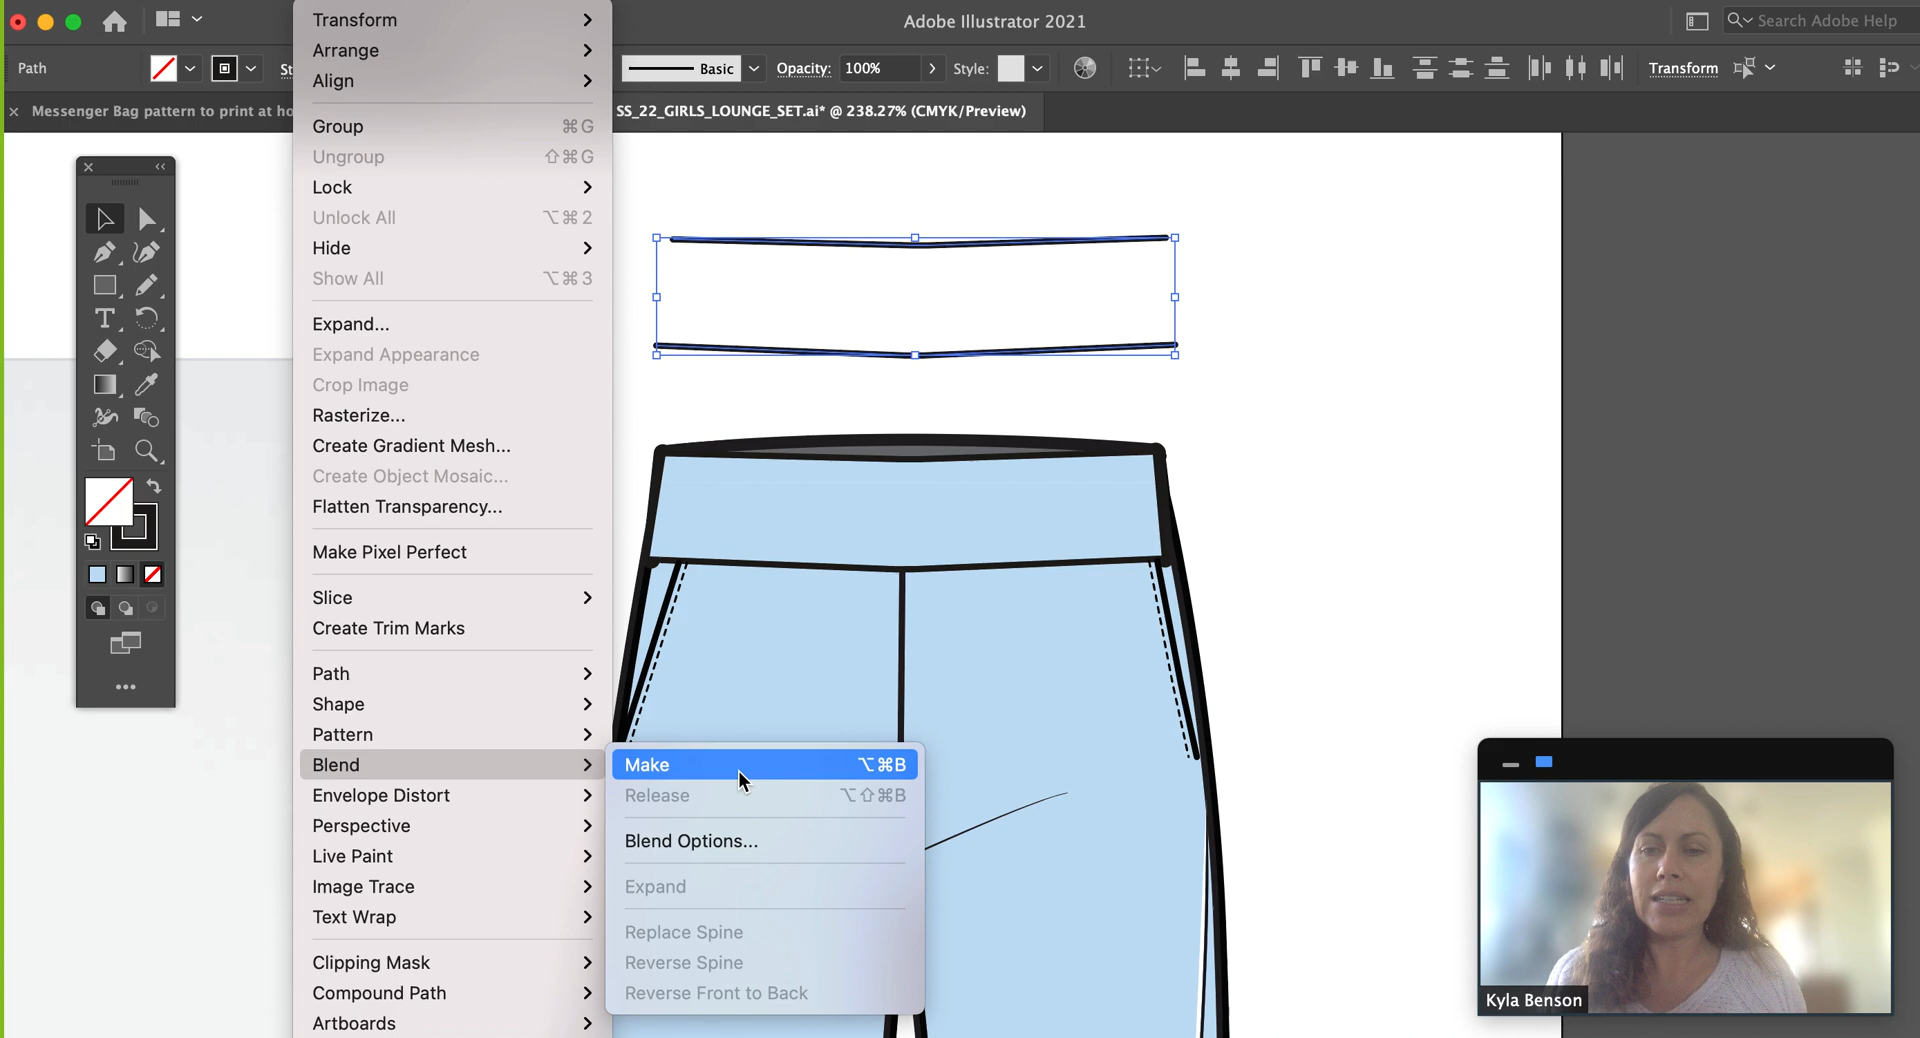 Adobe Illustrator 2021
Search Adobe Help
Path
St
Basic
Opacity:
100%
Style:
Transform
Messenger Bag pattern to print at ho
SS_22_GIRLS_LOUNGE_SET.ai* @ 238.27% (CMYK/Preview)
Transform
Arrange
Align
Group ⌘G
Ungroup ⇧⌘G
Lock
Unlock All ⌥⌘2
Hide
Show All ⌥⌘3
Expand...
Expand Appearance
Crop Image
Rasterize...
Create Gradient Mesh...
Create Object Mosaic...
Flatten Transparency...
Make Pixel Perfect
Slice
Create Trim Marks
Path
Shape
Pattern
Blend
Envelope Distort
Perspective
Live Paint
Image Trace
Text Wrap
Clipping Mask
Compound Path
Artboards
Make ⌥⌘B
Release ⌥⇧⌘B
Blend Options...
Expand
Replace Spine
Reverse Spine
Reverse Front to Back
Kyla Benson